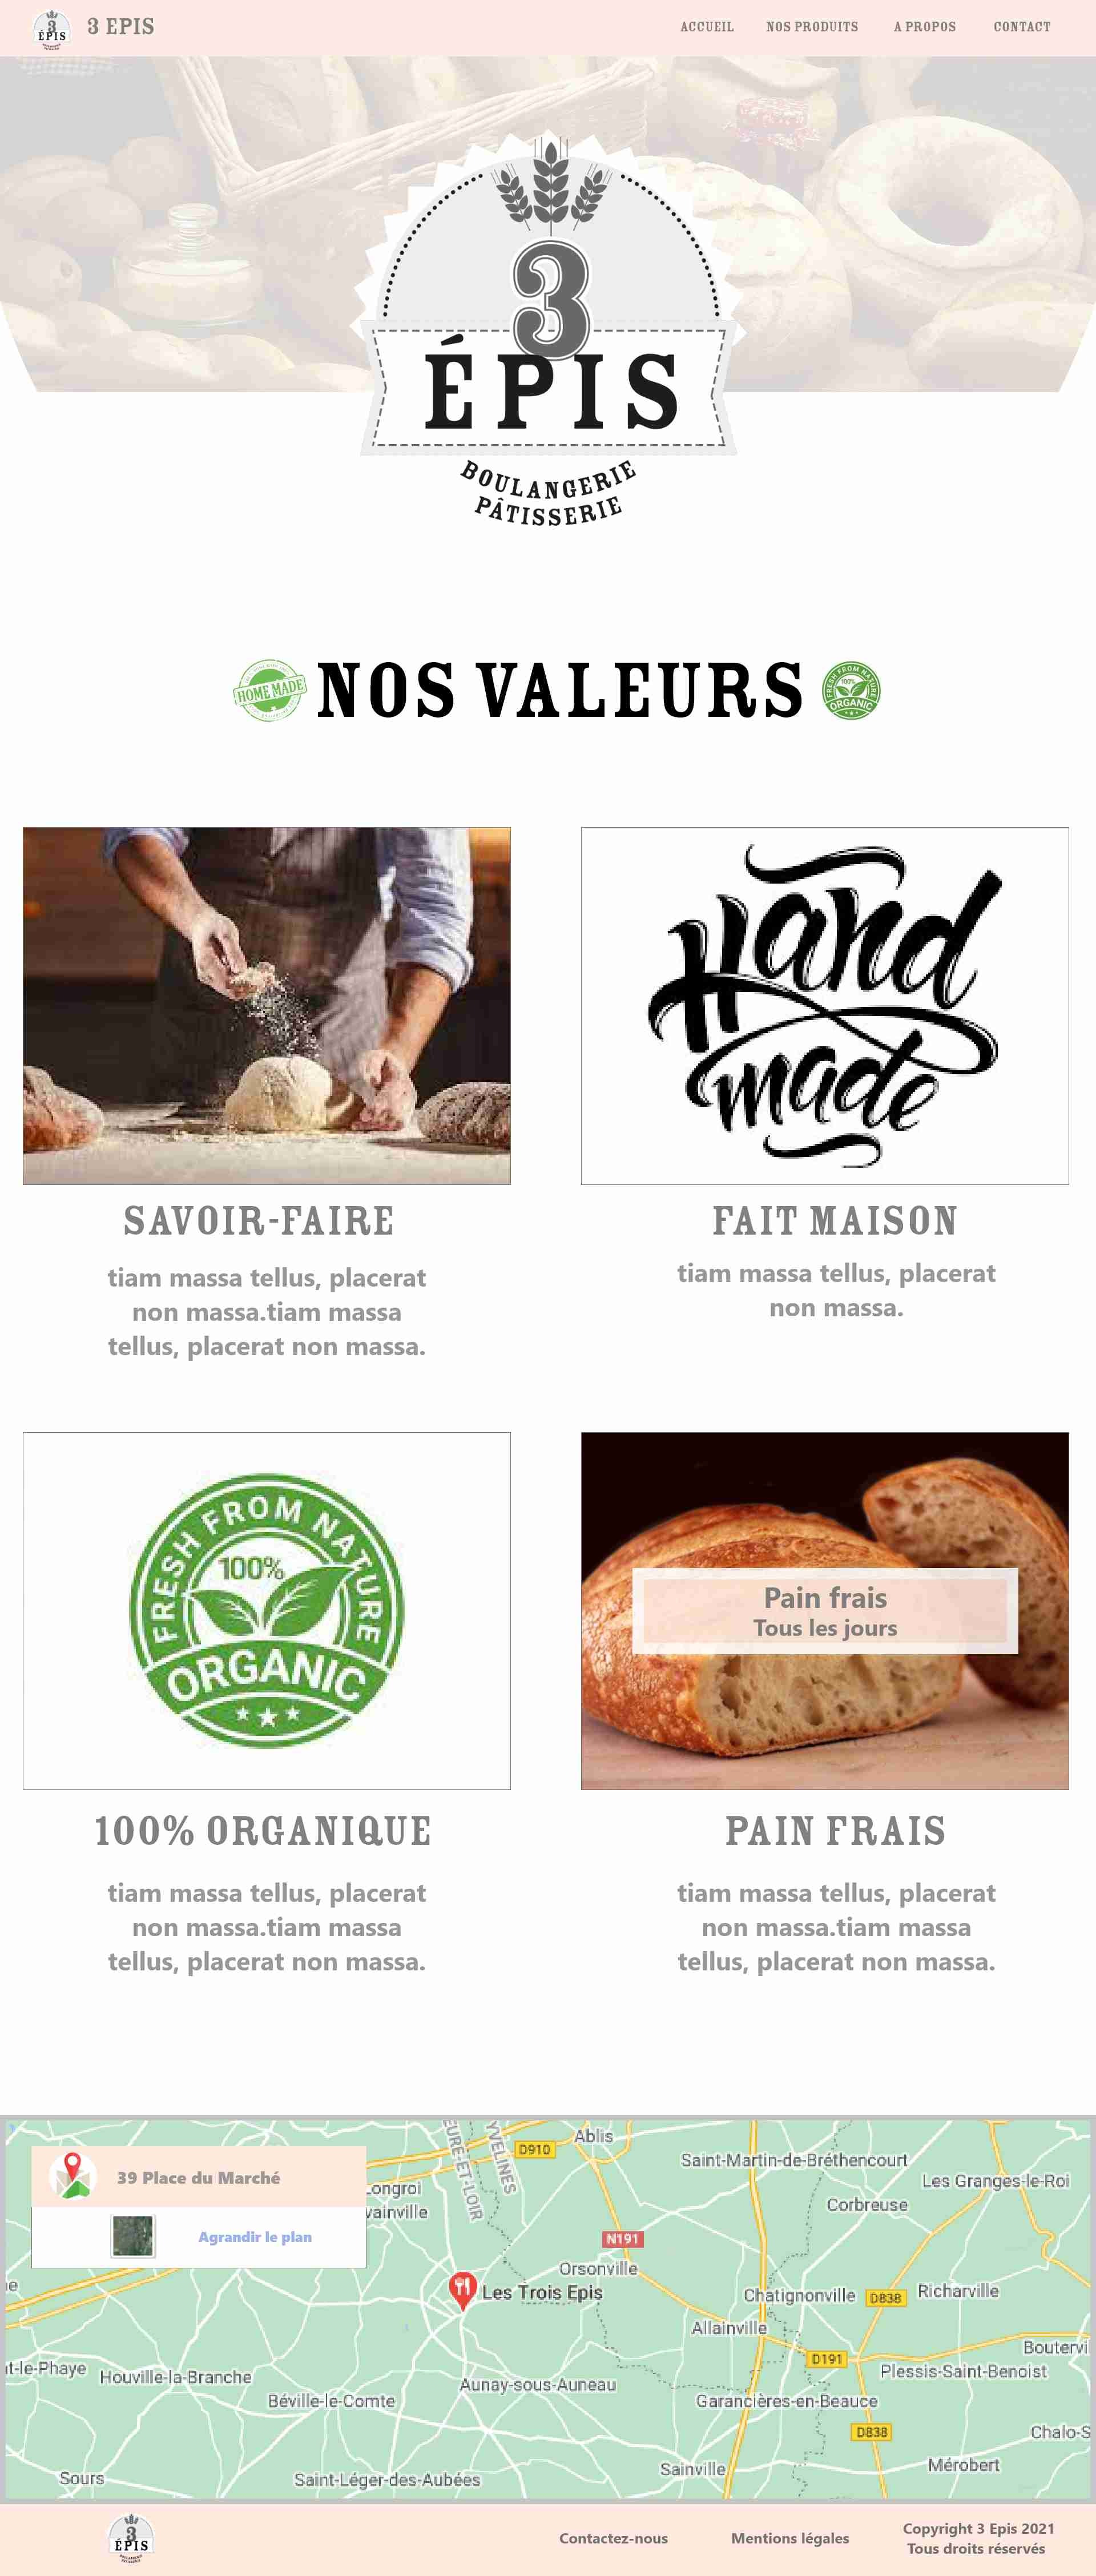 3
ÉPIS
3 EPIS
ACCUEIL
NOS PRODUITS
A PROPOS
CONTACT
3
ÉPIS
BOULANGERIE
PÂTISSERIE
HOME MADE
NOS VALEURS
FRESH FROM NATURE
100%
ORGANIC
Hand
made
SAVOIR-FAIRE
tiam massa tellus, placerat
non massa.tiam massa
tellus, placerat non massa.
FAIT MAISON
tiam massa tellus, placerat
non massa.
FRESH FROM NATURE
100%
ORGANIC
Pain frais
Tous les jours
100% ORGANIQUE
tiam massa tellus, placerat
non massa.tiam massa
tellus, placerat non massa.
PAIN FRAIS
tiam massa tellus, placerat
non massa.tiam massa
tellus, placerat non massa.
39 Place du Marché
Agrandir le plan
EURE-ET-LOIR
YVELINES
D910
Ablis
Saint-Martin-de-Bréthencourt
Les Granges-le-Roi
Longroi
vainville
Corbreuse
N191
Orsonville
Les Trois Epis
Chatignonville
D838
Richarville
Allainville
D191
Boutervi
Plessis-Saint-Benoist
nt-le-Phaye
Houville-la-Branche
Béville-le-Comte
Aunay-sous-Auneau
Garancières-en-Beauce
D838
Chalo-S
Sours
Saint-Léger-des-Aubées
Sainville
Mérobert
3
ÉPIS
Contactez-nous
Mentions légales
Copyright 3 Epis 2021
Tous droits réservés